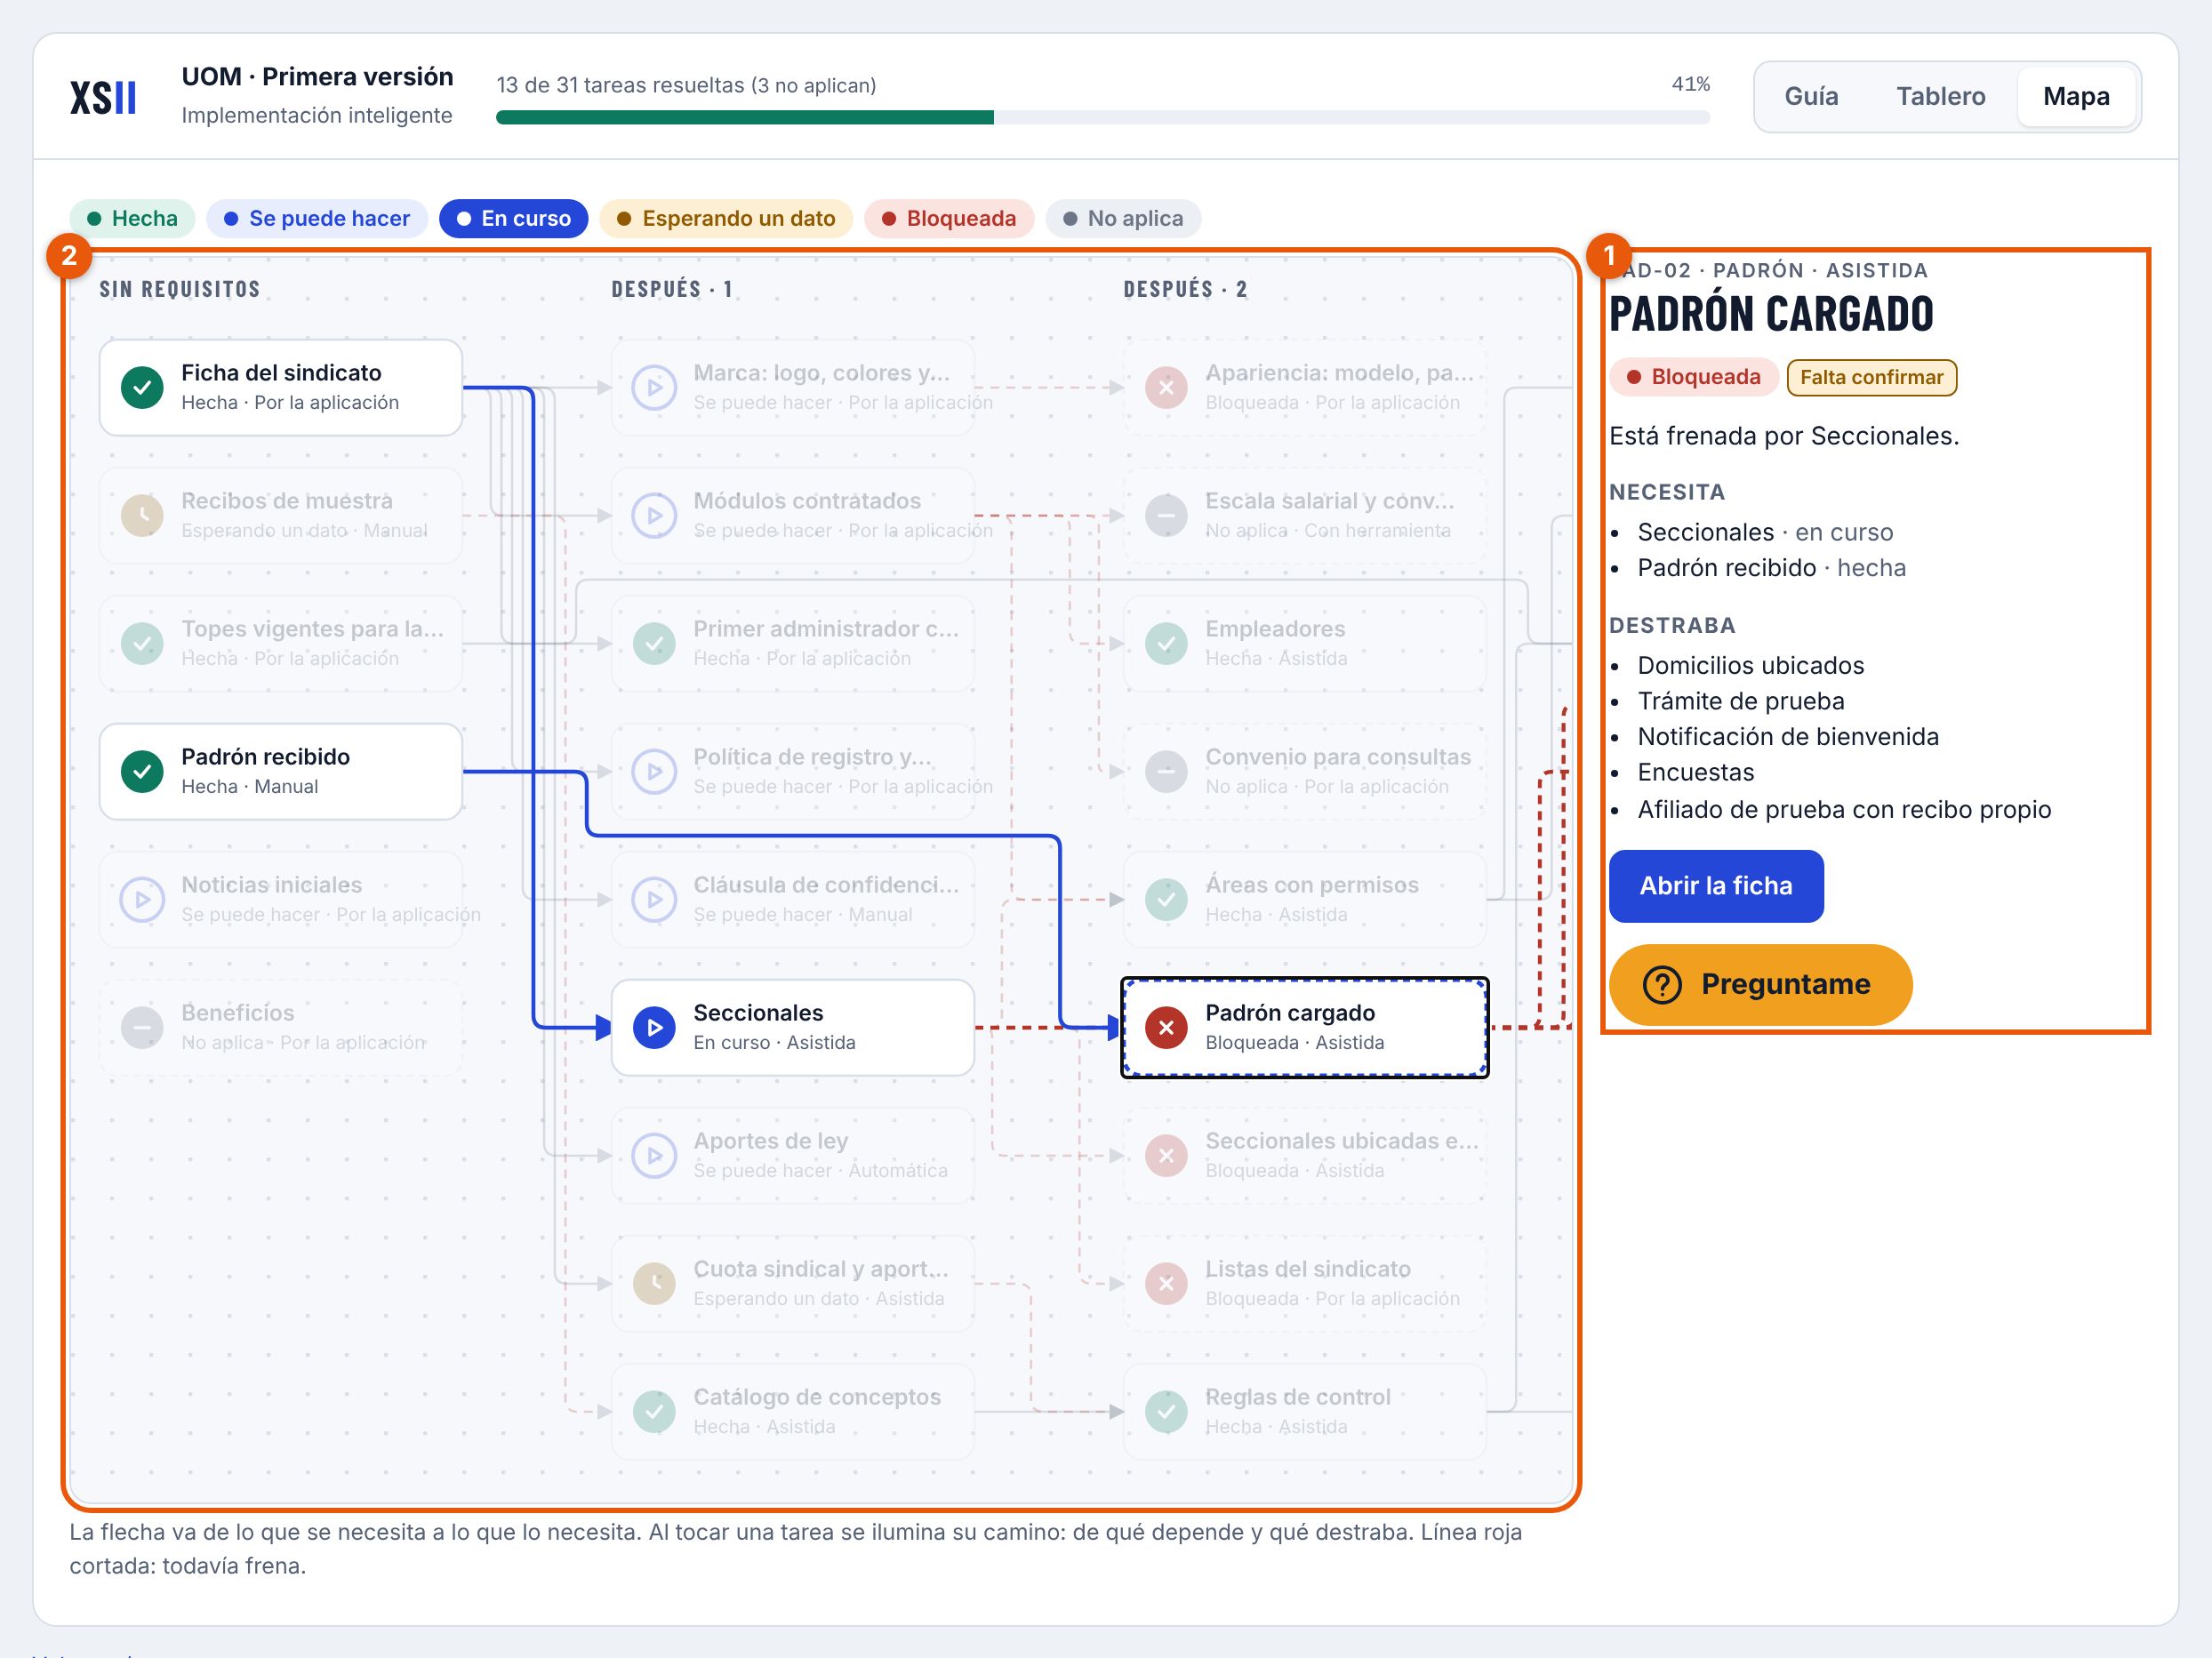 XSII
UOM · Primera versión
Implementación inteligente
13 de 31 tareas resueltas (3 no aplican)
41%
Guía
Tablero
Mapa
Hecha
Se puede hacer
En curso
Esperando un dato
Bloqueada
No aplica
2
SIN REQUISITOS
DESPUÉS · 1
DESPUÉS · 2
Ficha del sindicato
Hecha · Por la aplicación
Marca: logo, colores y…
Se puede hacer · Por la aplicación
Apariencia: modelo, pa…
Bloqueada · Por la aplicación
Recibos de muestra
Esperando un dato · Manual
Módulos contratados
Se puede hacer · Por la aplicación
Escala salarial y conv…
No aplica · Con herramienta
Topes vigentes para la…
Hecha · Por la aplicación
Primer administrador c…
Hecha · Por la aplicación
Empleadores
Hecha · Asistida
Padrón recibido
Hecha · Manual
Política de registro y…
Se puede hacer · Por la aplicación
Convenio para consultas
No aplica · Por la aplicación
Noticias iniciales
Se puede hacer · Por la aplicación
Cláusula de confidenci…
Se puede hacer · Manual
Áreas con permisos
Hecha · Asistida
Beneficios
No aplica · Por la aplicación
Seccionales
En curso · Asistida
Padrón cargado
Bloqueada · Asistida
Aportes de ley
Se puede hacer · Automática
Seccionales ubicadas e…
Bloqueada · Asistida
Cuota sindical y aport…
Esperando un dato · Asistida
Listas del sindicato
Bloqueada · Por la aplicación
Catálogo de conceptos
Hecha · Asistida
Reglas de control
Hecha · Asistida
La flecha va de lo que se necesita a lo que lo necesita. Al tocar una tarea se ilumina su camino: de qué depende y qué destraba. Línea roja
cortada: todavía frena.
1
AD-02 · PADRÓN · ASISTIDA
PADRÓN CARGADO
Bloqueada
Falta confirmar
Está frenada por Seccionales.
NECESITA
• Seccionales · en curso
• Padrón recibido · hecha
DESTRABA
• Domicilios ubicados
• Trámite de prueba
• Notificación de bienvenida
• Encuestas
• Afiliado de prueba con recibo propio
Abrir la ficha
Preguntame